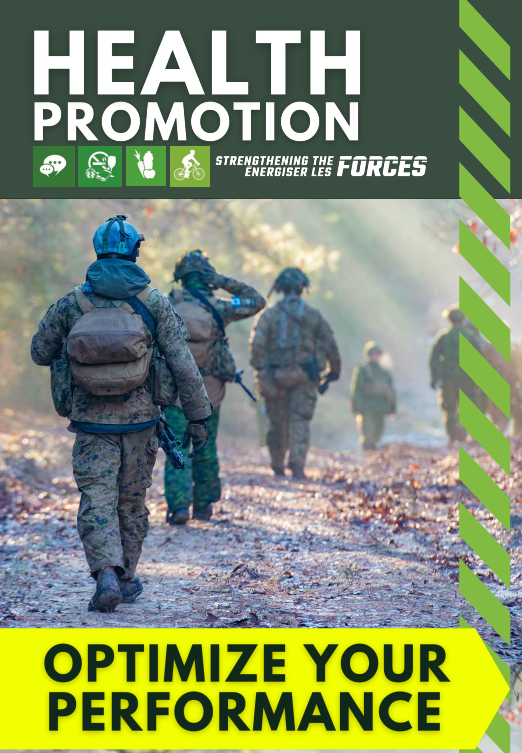 HEALTH
PROMOTION
STRENGTHENING THE
ENERGISER LES FORCES
OPTIMIZE YOUR
PERFORMANCE